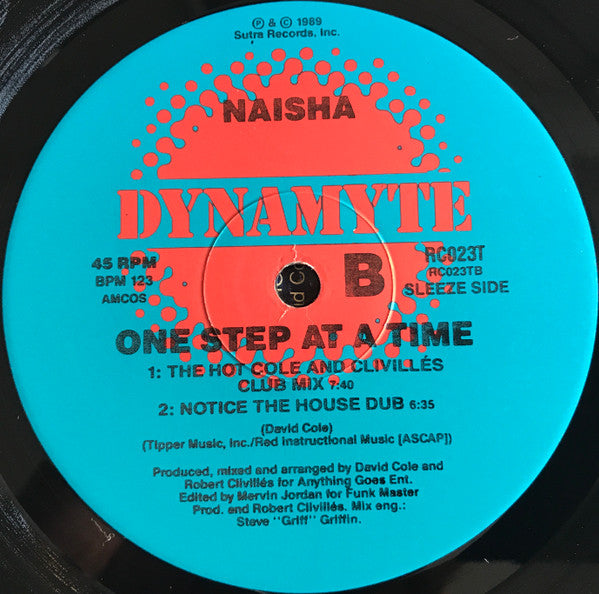 ℗ & © 1989
Sutra Records, Inc.
NAISHA
DYNAMYTE
45 RPM
BPM 123
AMCOS
B
RC023T
RC023TB
SLEEZE SIDE
ONE STEP AT A TIME
1: THE HOT COLE AND CLIVILLÉS
CLUB MIX 7:40
2: NOTICE THE HOUSE DUB 6:35
(David Cole)
(Tipper Music, Inc./Red Instructional Music [ASCAP])
Produced, mixed and arranged by David Cole and
Robert Clivillés for Anything Goes Ent.
Edited by Mervin Jordan for Funk Master
Prod. and Robert Clivillés. Mix eng.:
Steve "Griff" Griffin.